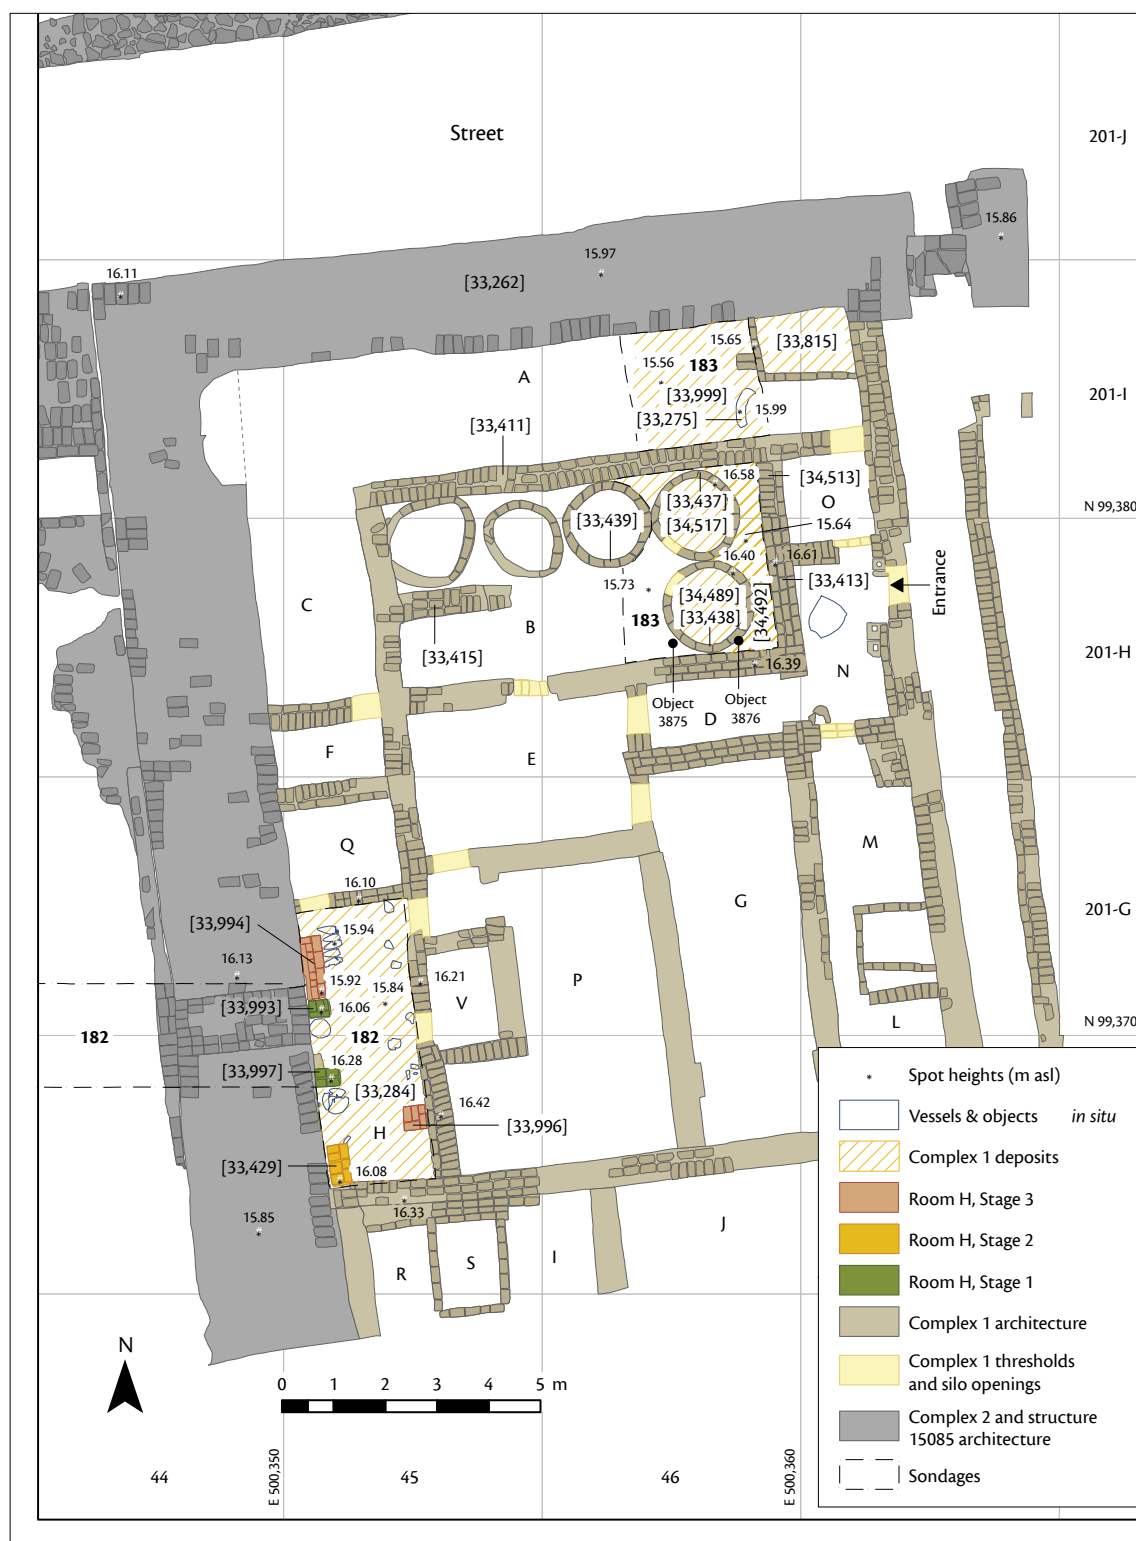 Street
201-J
15.86
15.97
16.11
[33,262]
15.65
[33,815]
15.56
183
A
[33,999]
201-I
15.99
[33,275]
[33,411]
16.58
[34,513]
[33,437]
O
N 99,380
[33,439]
[34,517]
15.64
16.40
16.61
15.73
[34,489]
[33,413]
Entrance
C
[34,492]
B
183
[33,438]
[33,415]
201-H
16.39
N
Object
3875
Object
3876
D
F
E
Q
M
16.10
G
201-G
[33,994]
15.94
16.13
16.21
15.92
15.84
P
[33,993]
16.06
V
L
N 99,370
182
182
16.28
[33,997]
[33,284]
16.42
H
[33,996]
[33,429]
16.08
15.85
16.33
J
R
S
I
Spot heights (m asl)
Vessels & objects in situ
Complex 1 deposits
Room H, Stage 3
Room H, Stage 2
Room H, Stage 1
Complex 1 architecture
Complex 1 thresholds
and silo openings
Complex 2 and structure
15085 architecture
Sondages
N
0 1 2 3 4 5 m
44
E 500,350
45
46
E 500,360